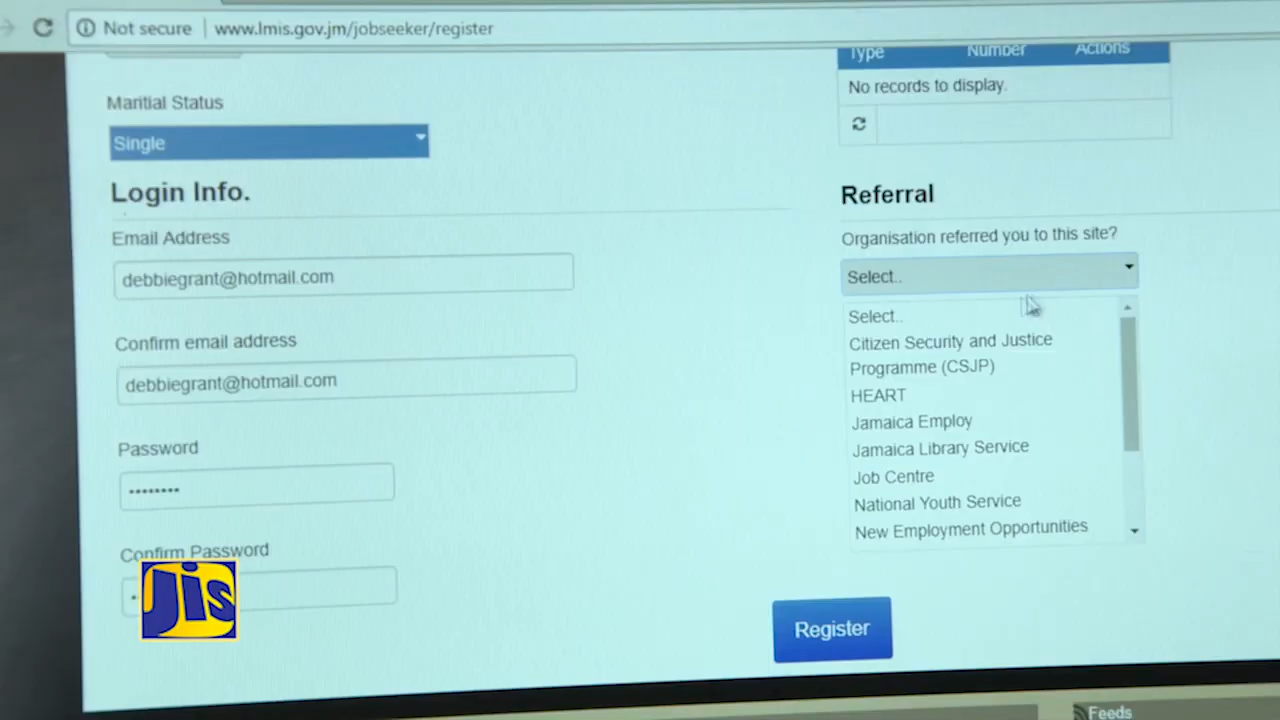 Not secure
www.lmis.gov.jm/jobseeker/register
Type Number Actions
No records to display.
Maritial Status
Single
Login Info.
Email Address
debbiegrant@hotmail.com
Confirm email address
debbiegrant@hotmail.com
Password
••••••••
Confirm Password
Referral
Organisation referred you to this site?
Select..
Select..
Citizen Security and Justice
Programme (CSJP)
HEART
Jamaica Employ
Jamaica Library Service
Job Centre
National Youth Service
New Employment Opportunities
Register
Jis
Feeds